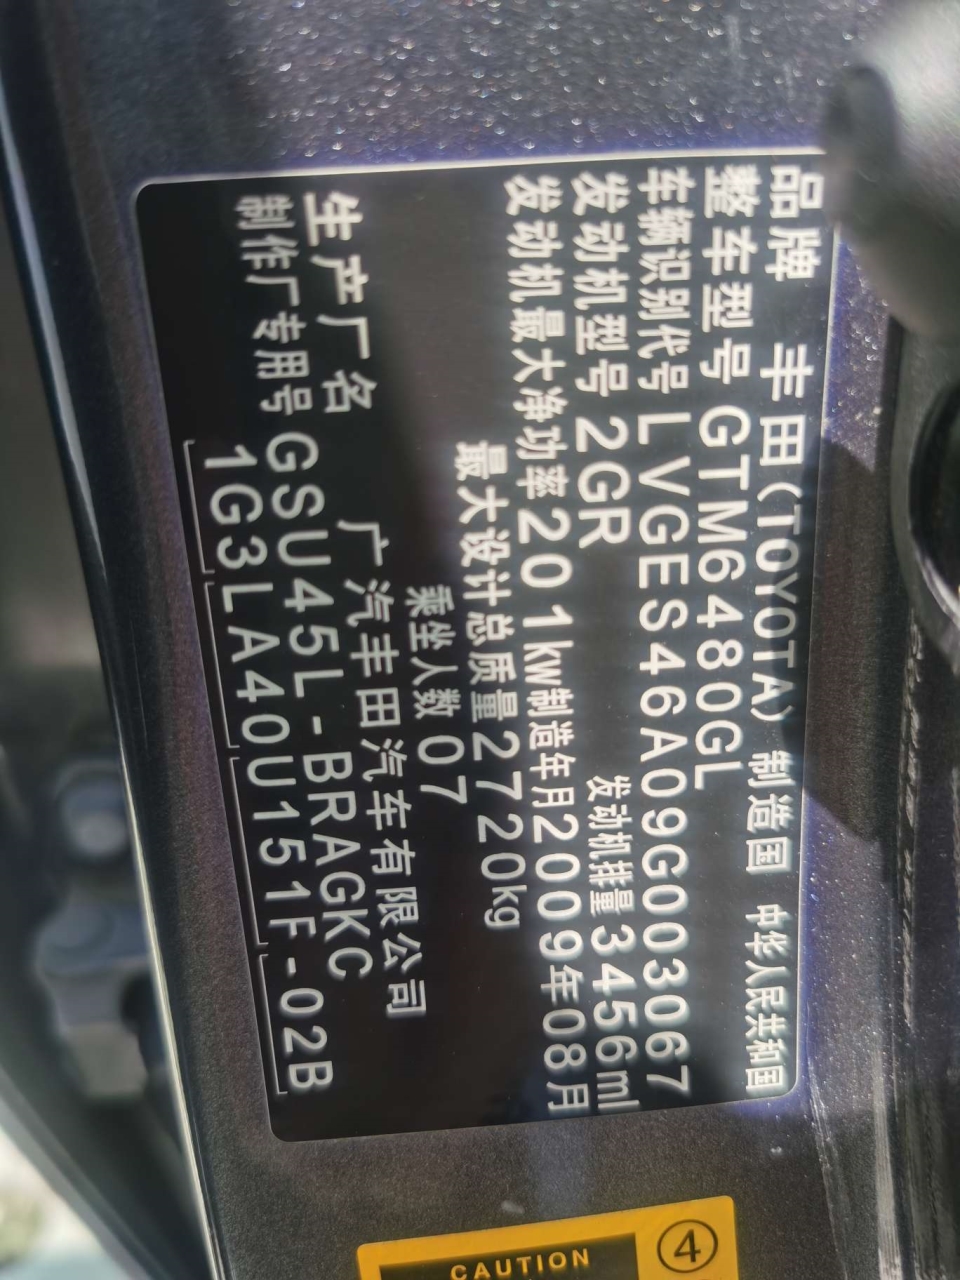 品牌 丰田(TOYOTA) 制造国 中华人民共和国
整车型号 GTM6480GL
车辆识别代号 LVGES46A09G003067
发动机型号 2GR 发动机排量 3456ml
发动机最大净功率 201kw 制造年月 2009年08月
最大设计总质量 2720kg
乘坐人数 07
生产厂名 广汽丰田汽车有限公司
制作厂专用号 GSU45L-BRAGKC
1G3LA40U151F-02B
CAUTION
④